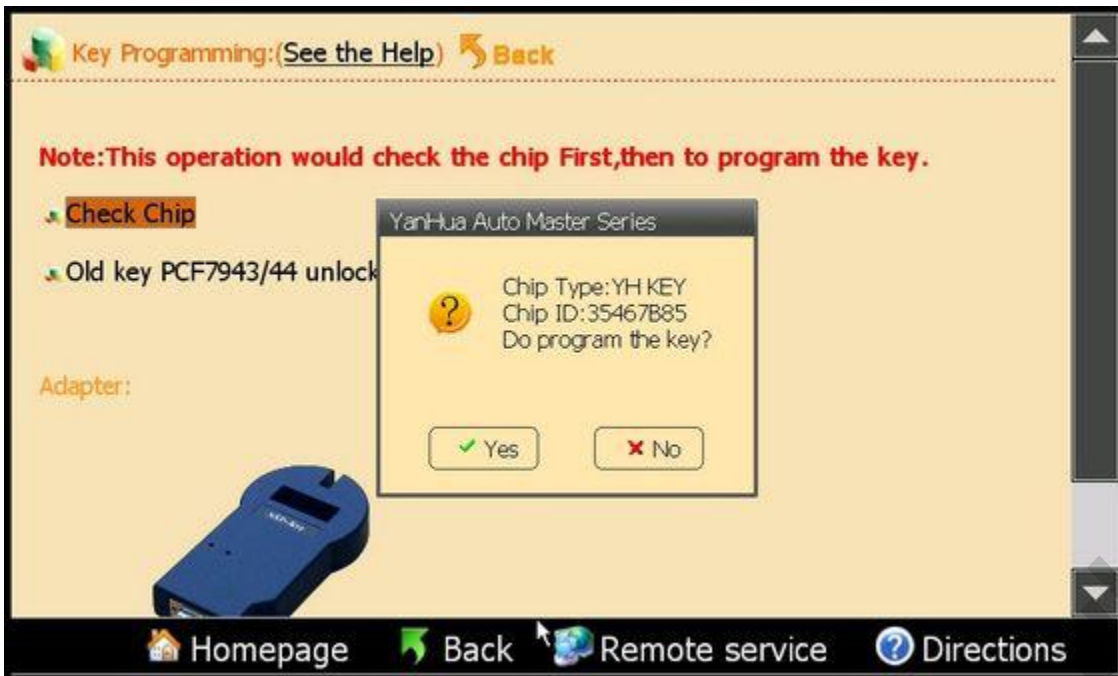 Key Programming:(See the Help) Back
Note:This operation would check the chip First,then to program the key.
Check Chip
Old key PCF7943/44 unlock
YanHua Auto Master Series
Chip Type:YH KEY
Chip ID:35467B85
Do program the key?
Yes No
Adapter:
Homepage Back Remote service Directions